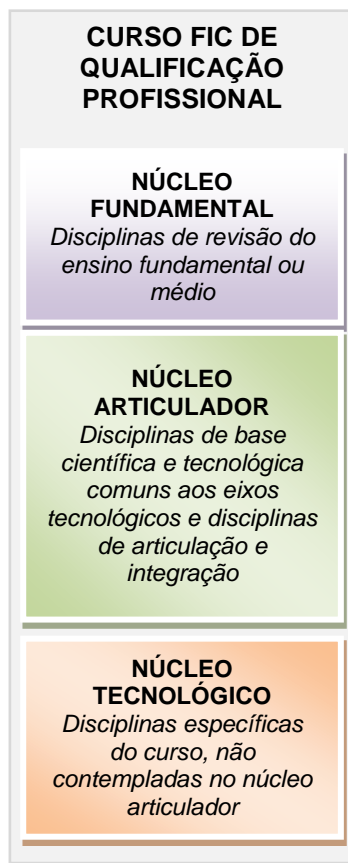 CURSO FIC DE
QUALIFICAÇÃO
PROFISSIONAL
NÚCLEO
FUNDAMENTAL
Disciplinas de revisão do
ensino fundamental ou
médio
NÚCLEO
ARTICULADOR
Disciplinas de base
científica e tecnológica
comuns aos eixos
tecnológicos e disciplinas
de articulação e
integração
NÚCLEO
TECNOLÓGICO
Disciplinas específicas
do curso, não
contempladas no núcleo
articulador